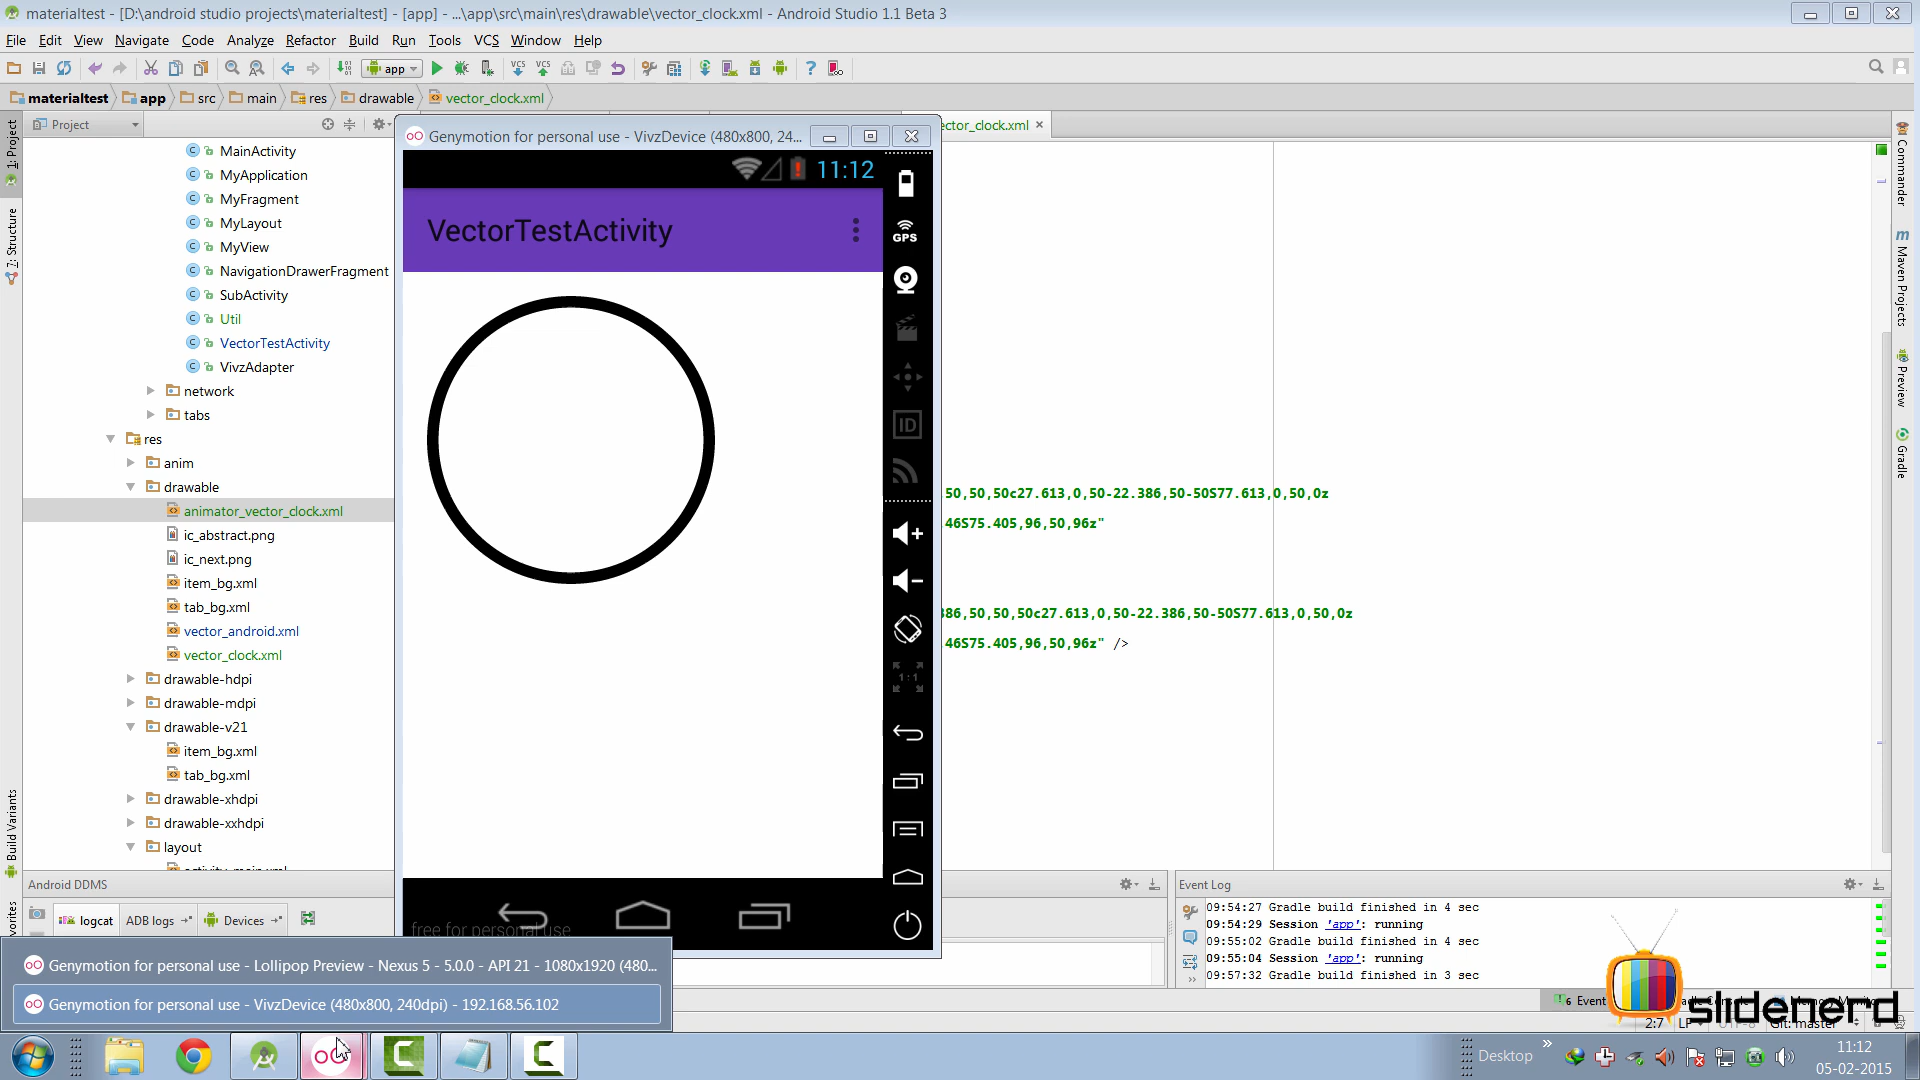 materialtest - [D:\android studio projects\materialtest] - [app] - ...\app\src\main\res\drawable\vector_clock.xml - Android Studio 1.1 Beta 3
File Edit View Navigate Code Analyze Refactor Build Run Tools VCS Window Help
app
materialtest app src main res drawable vector_clock.xml
Project
ector_clock.xml
1: Project
7: Structure
Build Variants
avorites
Commander
Maven Projects
Preview
Gradle
MainActivity
MyApplication
MyFragment
MyLayout
MyView
NavigationDrawerFragment
SubActivity
Util
VectorTestActivity
VivzAdapter
network
tabs
res
anim
drawable
animator_vector_clock.xml
ic_abstract.png
ic_next.png
item_bg.xml
tab_bg.xml
vector_android.xml
vector_clock.xml
drawable-hdpi
drawable-mdpi
drawable-v21
item_bg.xml
tab_bg.xml
drawable-xhdpi
drawable-xxhdpi
layout
Genymotion for personal use - VivzDevice (480x800, 24...
11:12
VectorTestActivity
GPS
ID
1:1
free for personal use
50,50,50c27.613,0,50-22.386,50-50S77.613,0,50,0z
46S75.405,96,50,96z"
86,50,50,50c27.613,0,50-22.386,50-50S77.613,0,50,0z
46S75.405,96,50,96z" />
Android DDMS
logcat ADB logs Devices
Event Log
09:54:27 Gradle build finished in 4 sec
09:54:29 Session 'app': running
09:55:02 Gradle build finished in 4 sec
09:55:04 Session 'app': running
09:57:32 Gradle build finished in 3 sec
Genymotion for personal use - Lollipop Preview - Nexus 5 - 5.0.0 - API 21 - 1080x1920 (480...
Genymotion for personal use - VivzDevice (480x800, 240dpi) - 192.168.56.102
2:7
Git: master
slidenerd
Desktop
11:12
05-02-2015